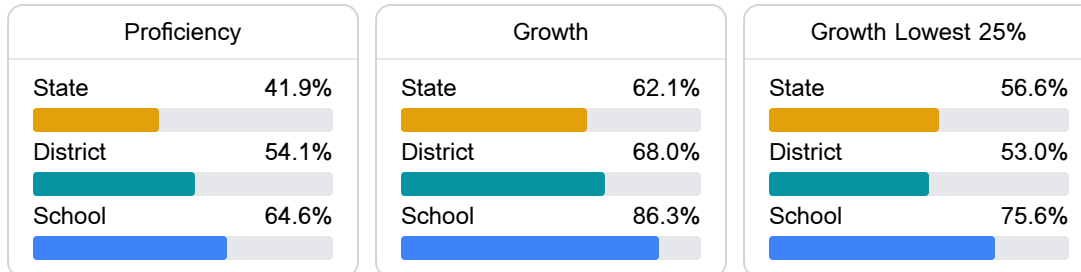 Proficiency
State 41.9%
District 54.1%
School 64.6%
Growth
State 62.1%
District 68.0%
School 86.3%
Growth Lowest 25%
State 56.6%
District 53.0%
School 75.6%